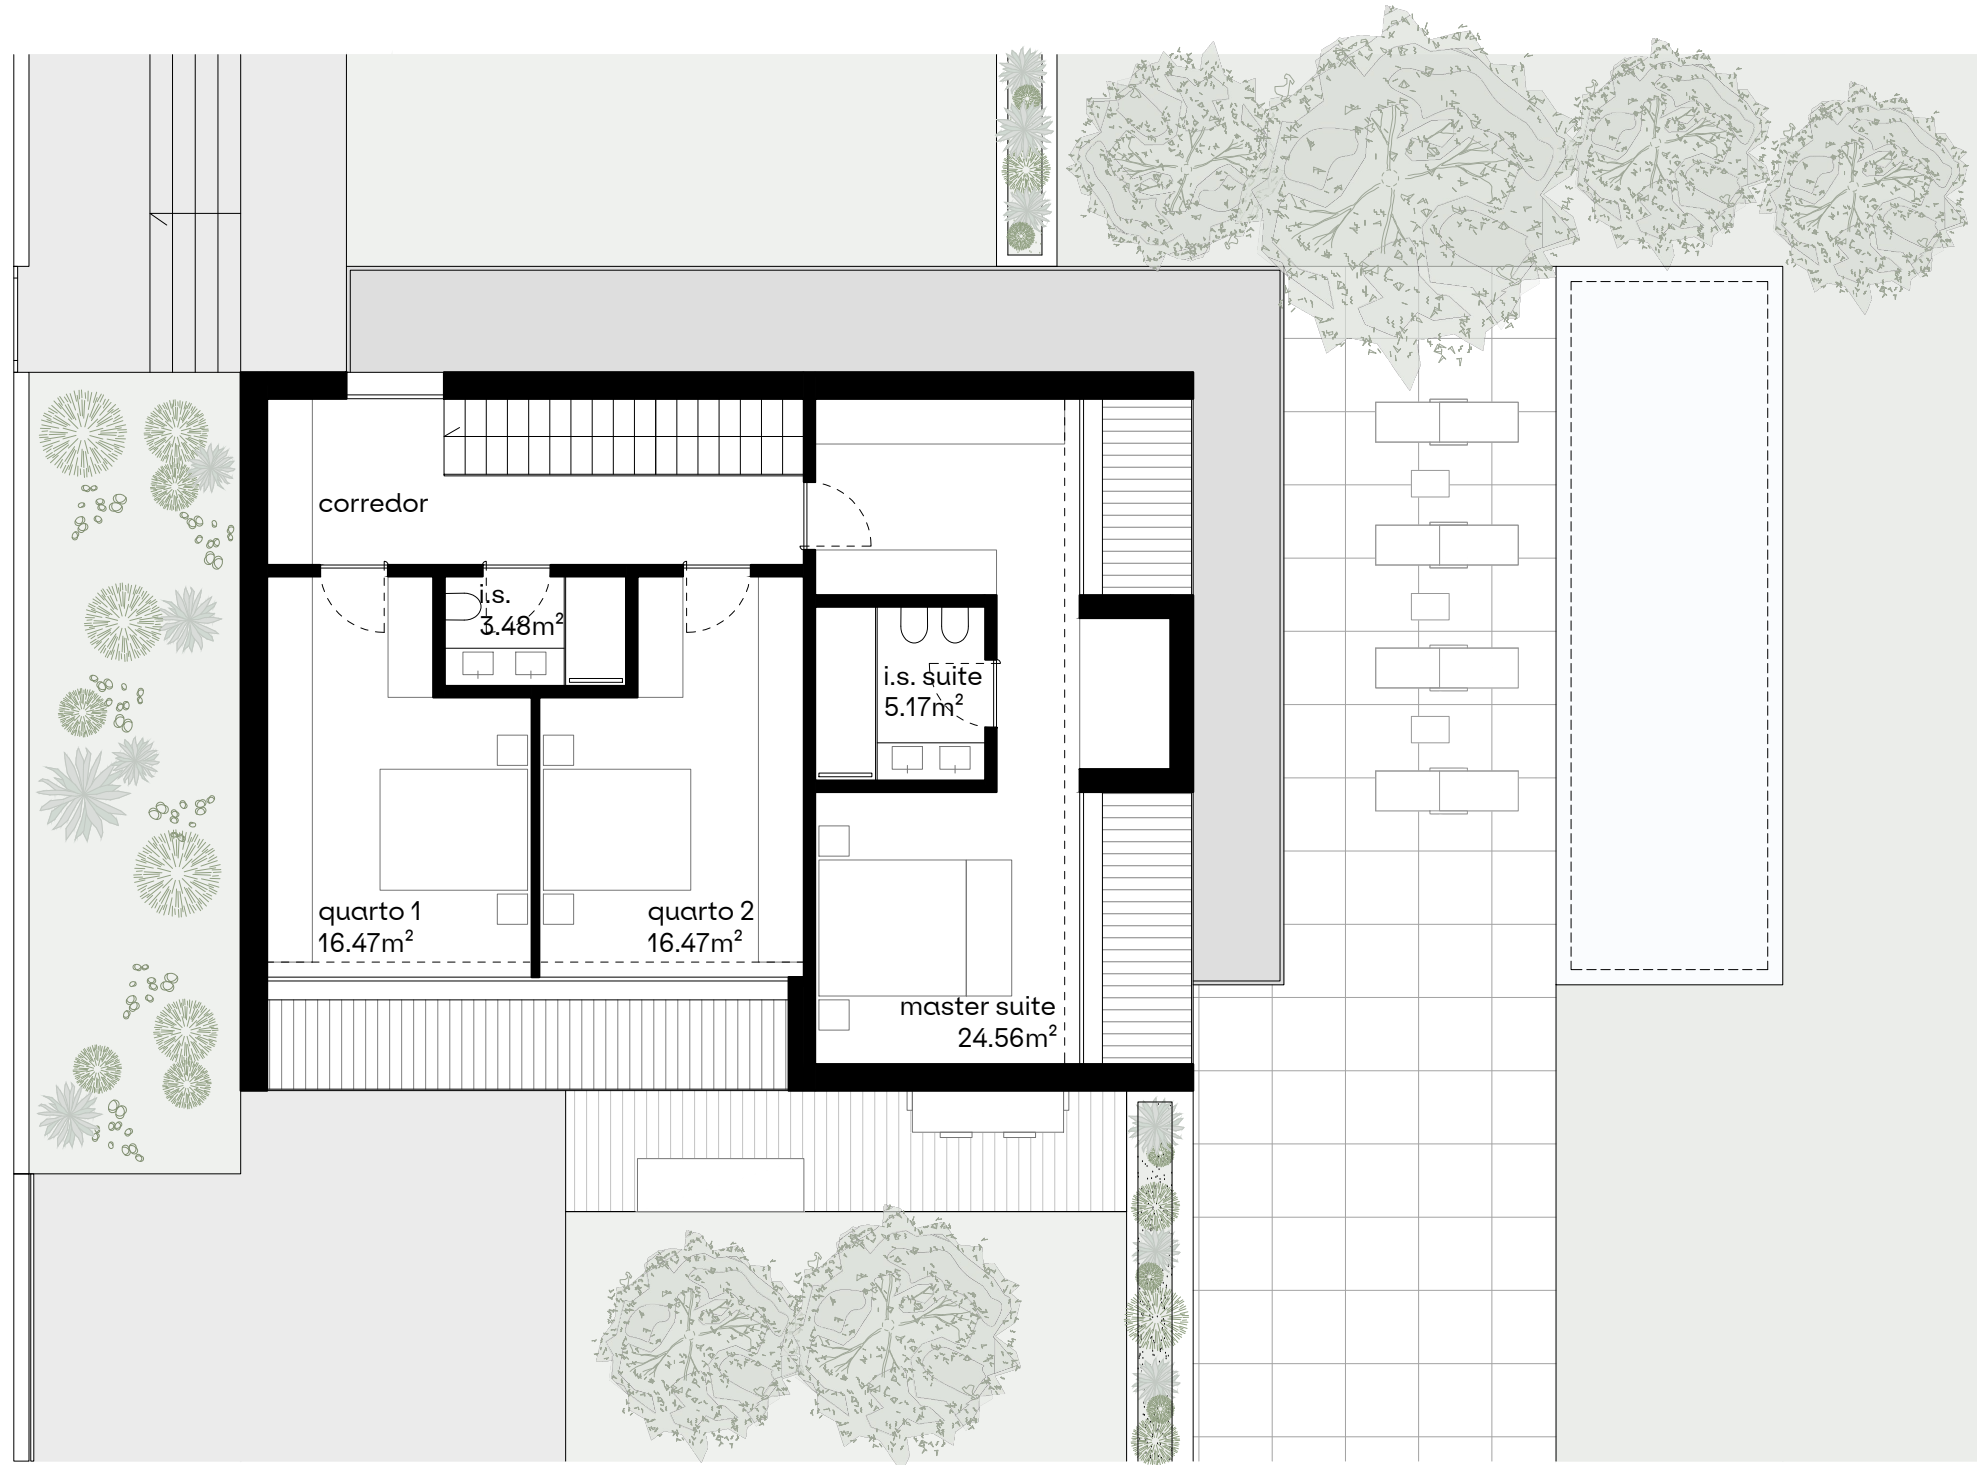 corredor
i.s.
3.48m²
i.s. suite
5.17m²
quarto 1
16.47m²
quarto 2
16.47m²
master suite
24.56m²